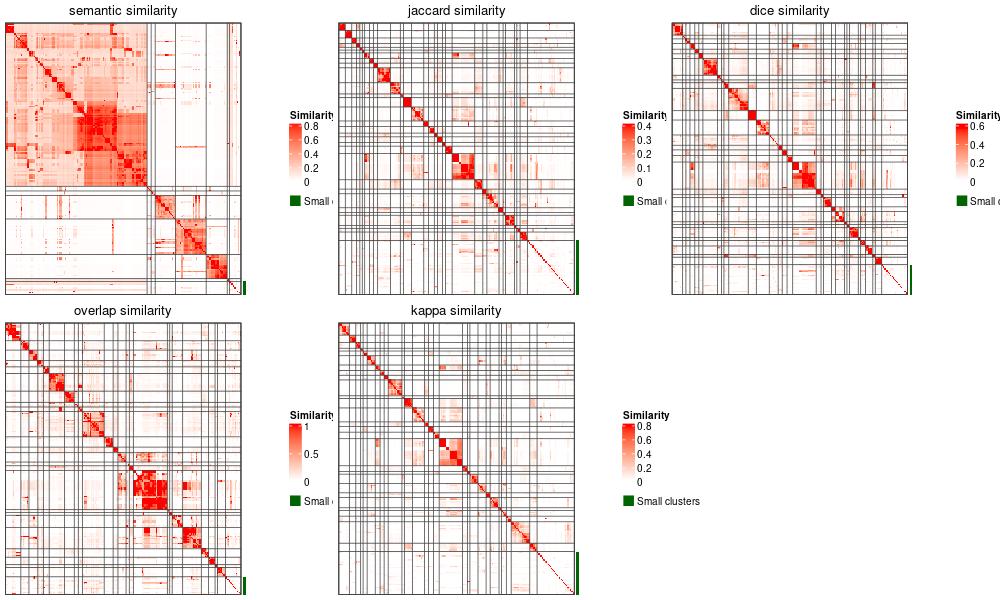 semantic similarity
Similarity
0.8
0.6
0.4
0.2
0
Small c
jaccard similarity
Similarity
0.4
0.3
0.2
0.1
0
Small c
dice similarity
Similarity
0.6
0.4
0.2
0
Small c
overlap similarity
Similarity
1
0.5
0
Small c
kappa similarity
Similarity
0.8
0.6
0.4
0.2
0
Small clusters